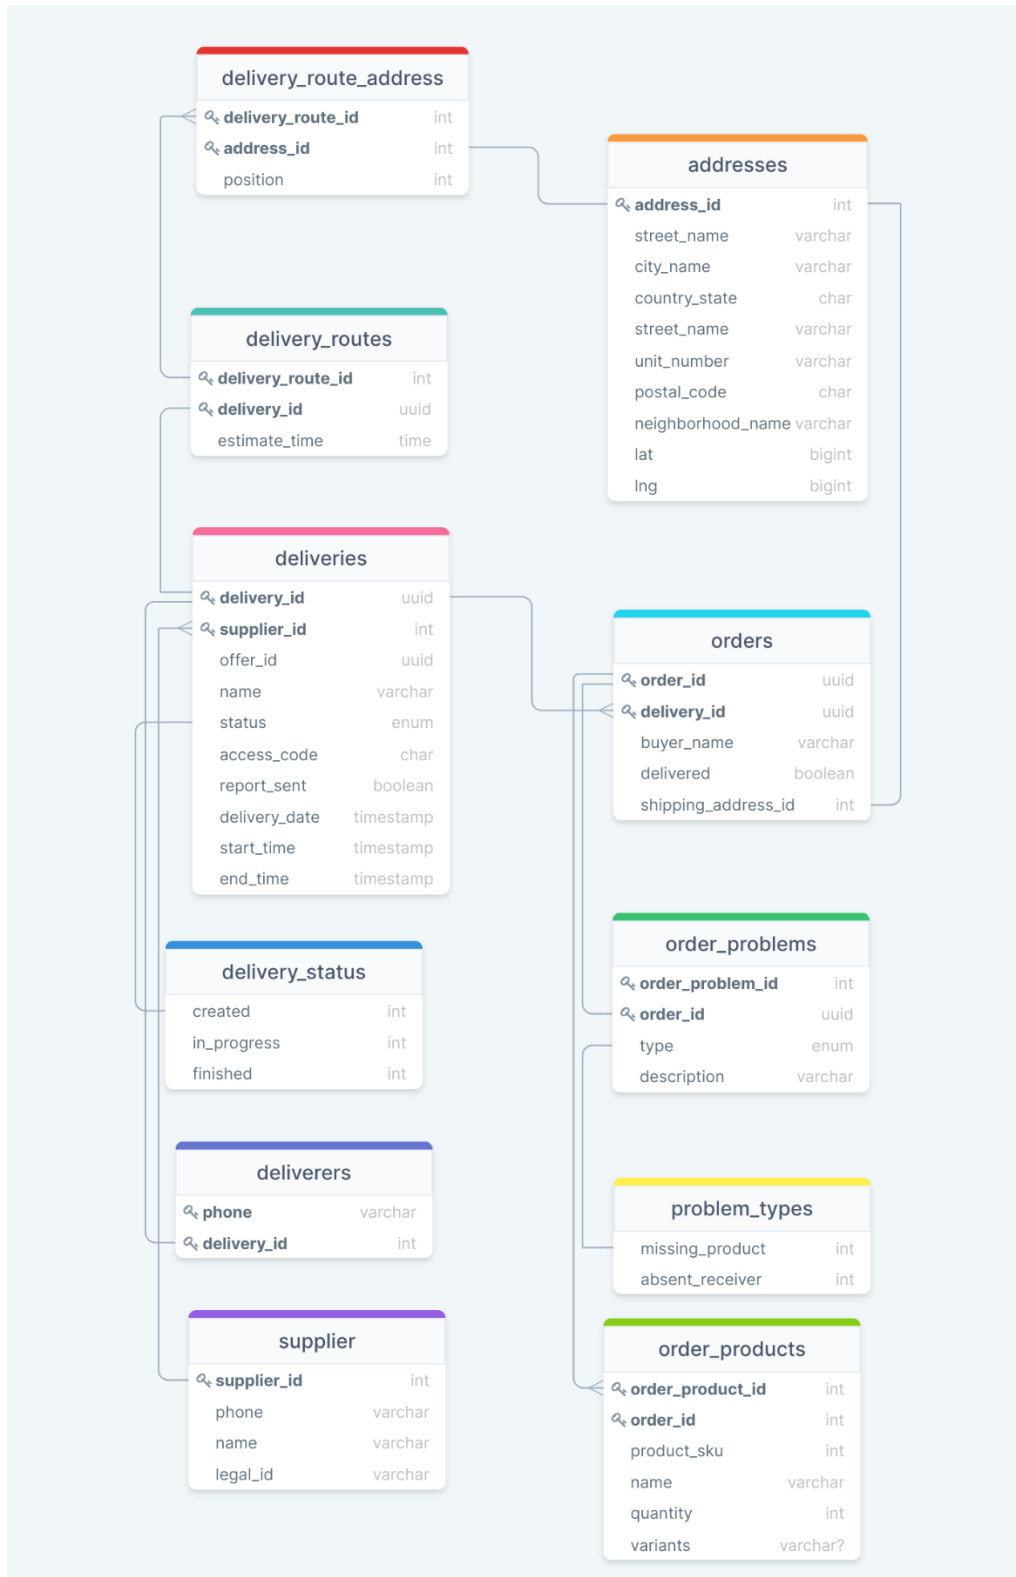 delivery_route_address
delivery_route_id int
address_id int
position int
addresses
address_id int
street_name varchar
city_name varchar
country_state char
street_name varchar
unit_number varchar
postal_code char
neighborhood_name varchar
lat bigint
lng bigint
delivery_routes
delivery_route_id int
delivery_id uuid
estimate_time time
deliveries
delivery_id uuid
supplier_id int
offer_id uuid
name varchar
status enum
access_code char
report_sent boolean
delivery_date timestamp
start_time timestamp
end_time timestamp
orders
order_id uuid
delivery_id uuid
buyer_name varchar
delivered boolean
shipping_address_id int
delivery_status
created int
in_progress int
finished int
order_problems
order_problem_id int
order_id uuid
type enum
description varchar
deliverers
phone varchar
delivery_id int
problem_types
missing_product int
absent_receiver int
supplier
supplier_id int
phone varchar
name varchar
legal_id varchar
order_products
order_product_id int
order_id int
product_sku int
name varchar
quantity int
variants varchar?